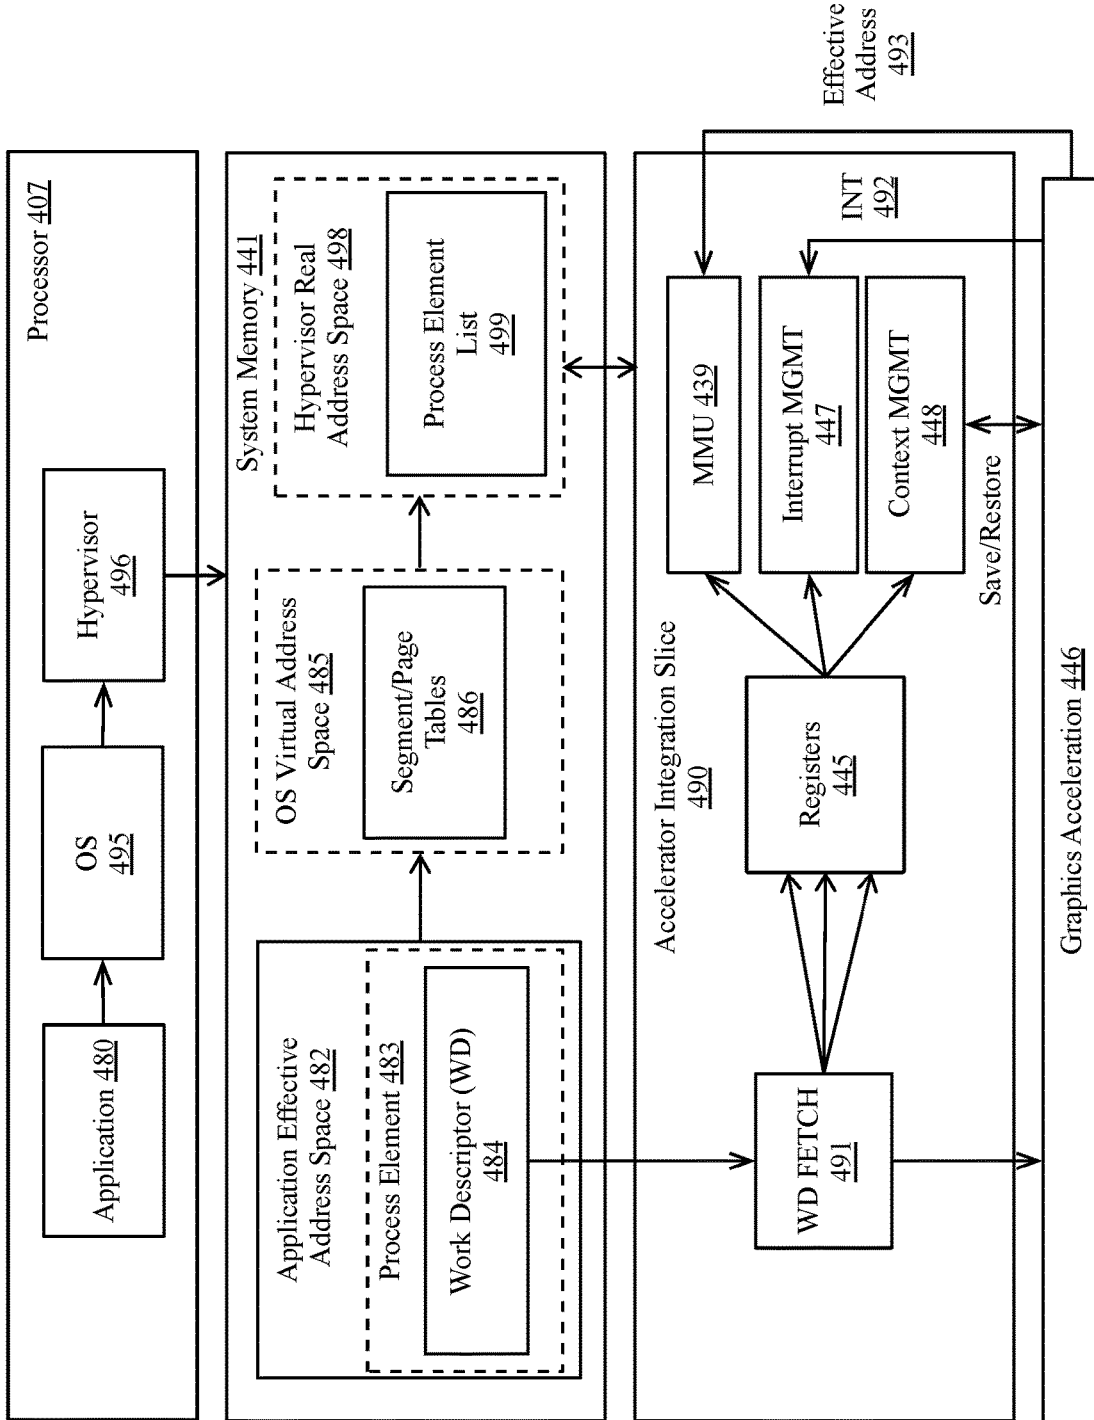 Processor 407
Application 480
OS
495
Hypervisor
496
System Memory 441
Application Effective
Address Space 482
Process Element 483
Work Descriptor (WD)
484
OS Virtual Address
Space 485
Segment/Page
Tables
486
Hypervisor Real
Address Space 498
Process Element
List
499
Accelerator Integration Slice
490
WD FETCH
491
Registers
445
MMU 439
Interrupt MGMT
447
Context MGMT
448
INT
492
Effective
Address
493
Save/Restore
Graphics Acceleration 446